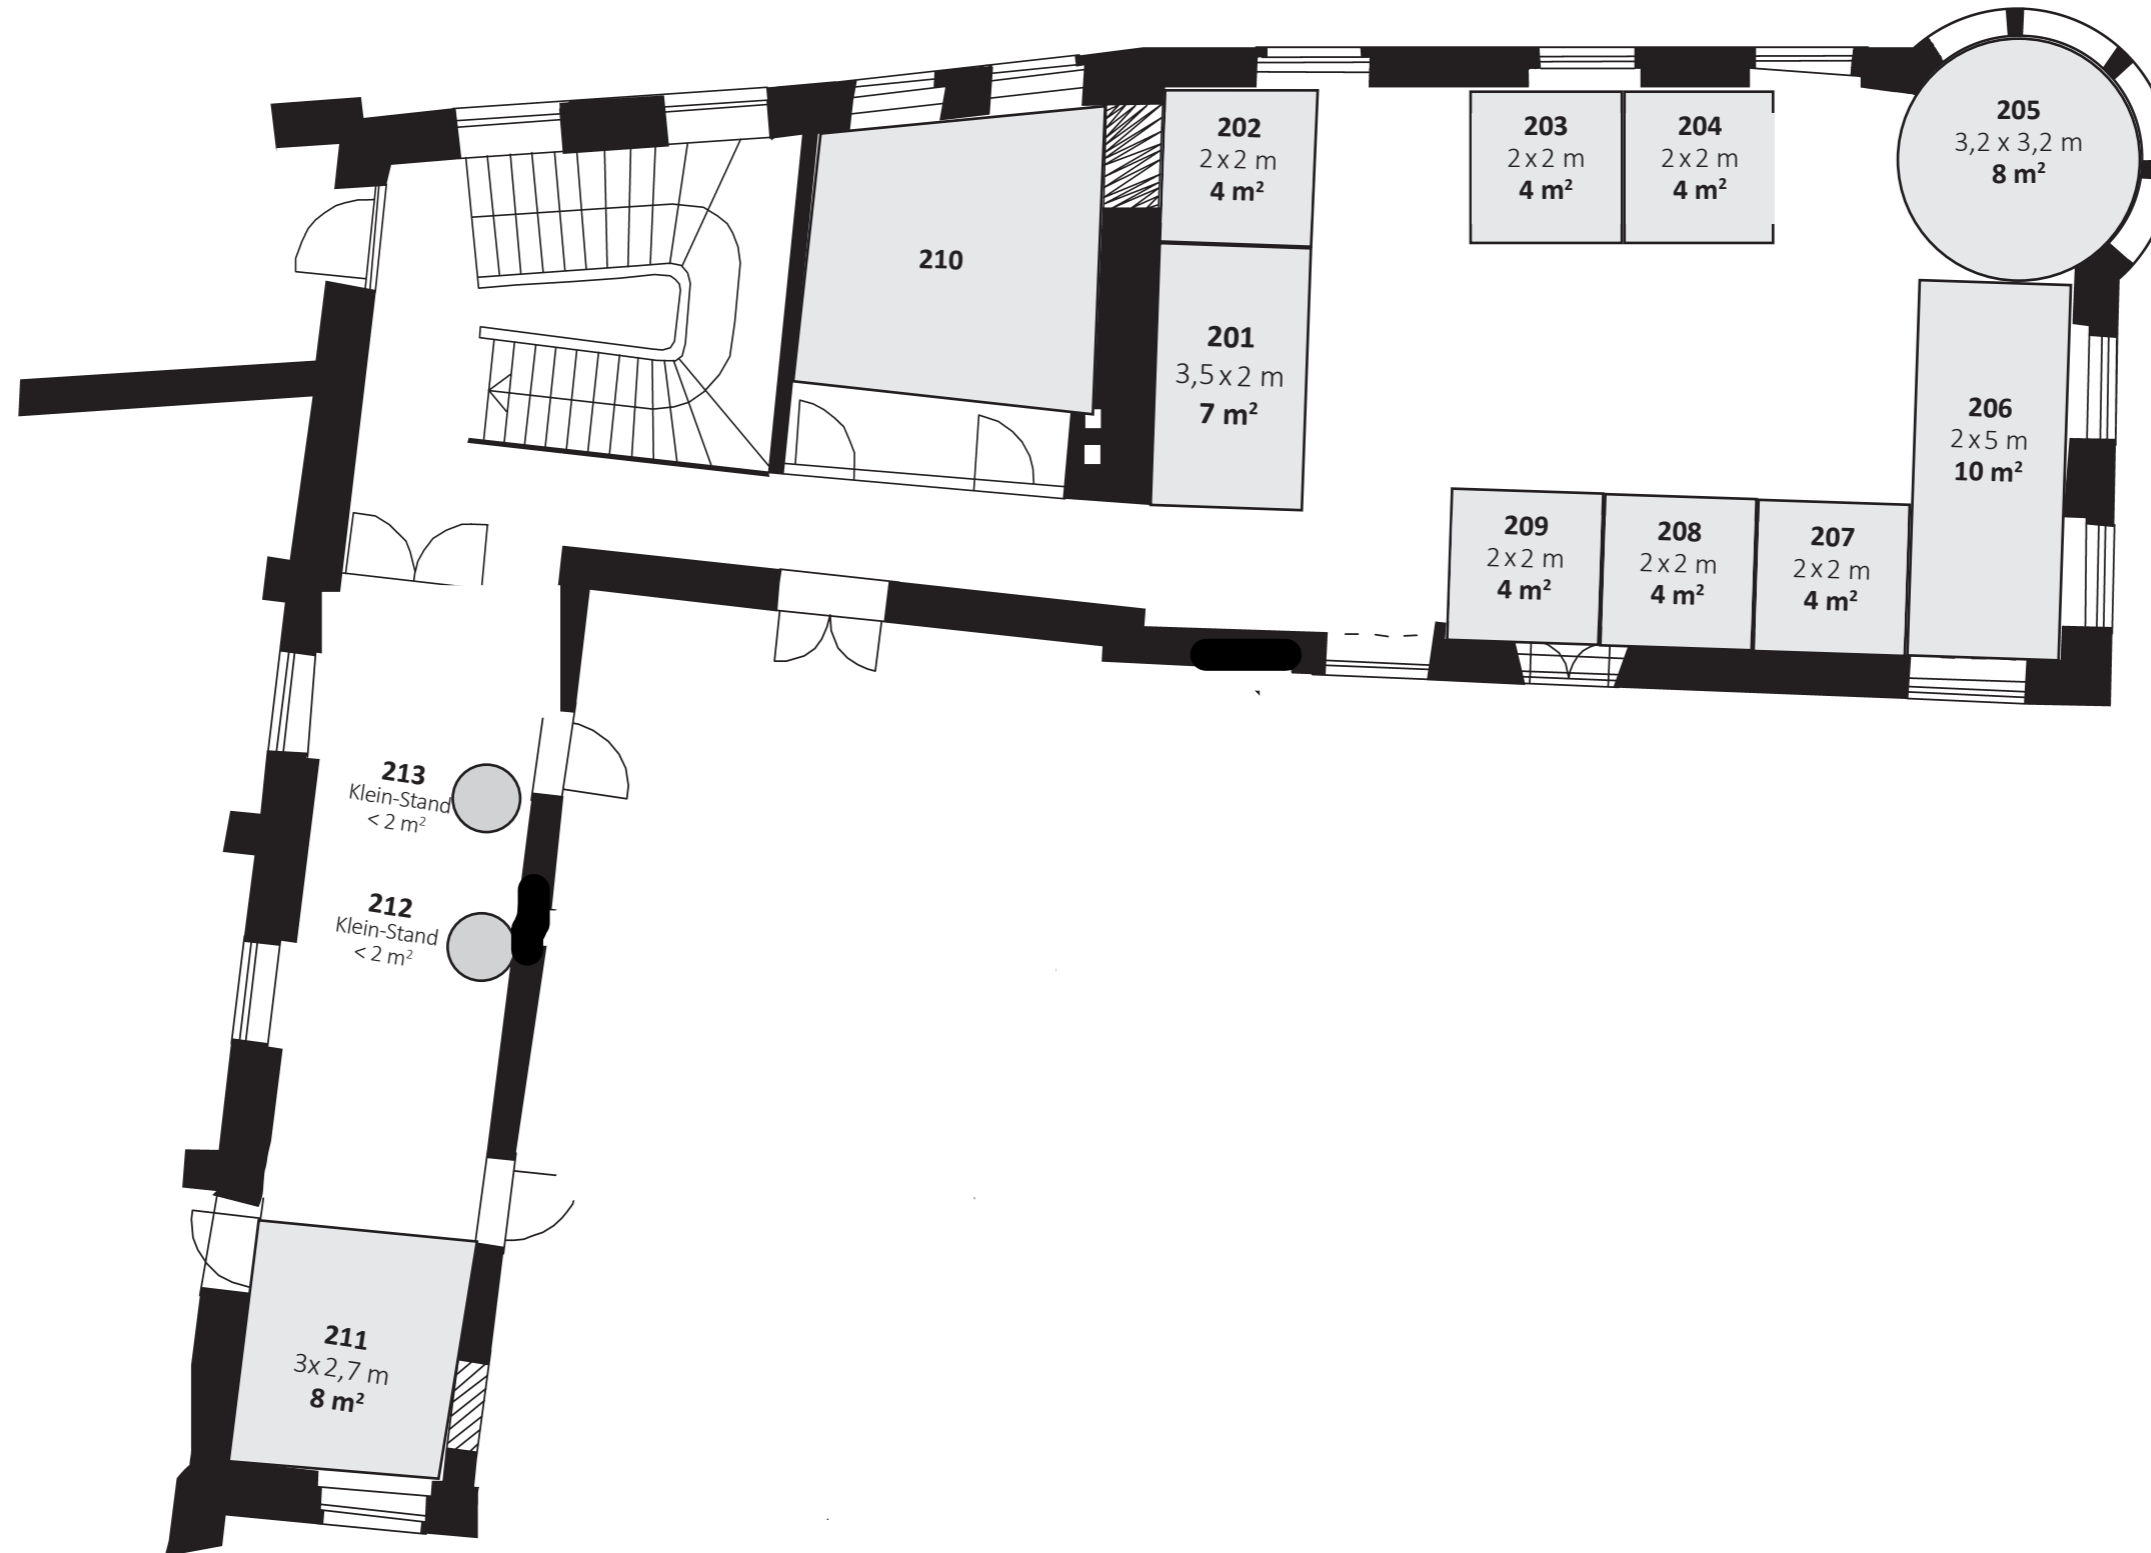 202
2 x 2 m
4 m²
203
2 x 2 m
4 m²
204
2 x 2 m
4 m²
205
3,2 x 3,2 m
8 m²
210
201
3,5 x 2 m
7 m²
206
2 x 5 m
10 m²
209
2 x 2 m
4 m²
208
2 x 2 m
4 m²
207
2 x 2 m
4 m²
213
Klein-Stand
< 2 m²
212
Klein-Stand
< 2 m²
211
3x 2,7 m
8 m²